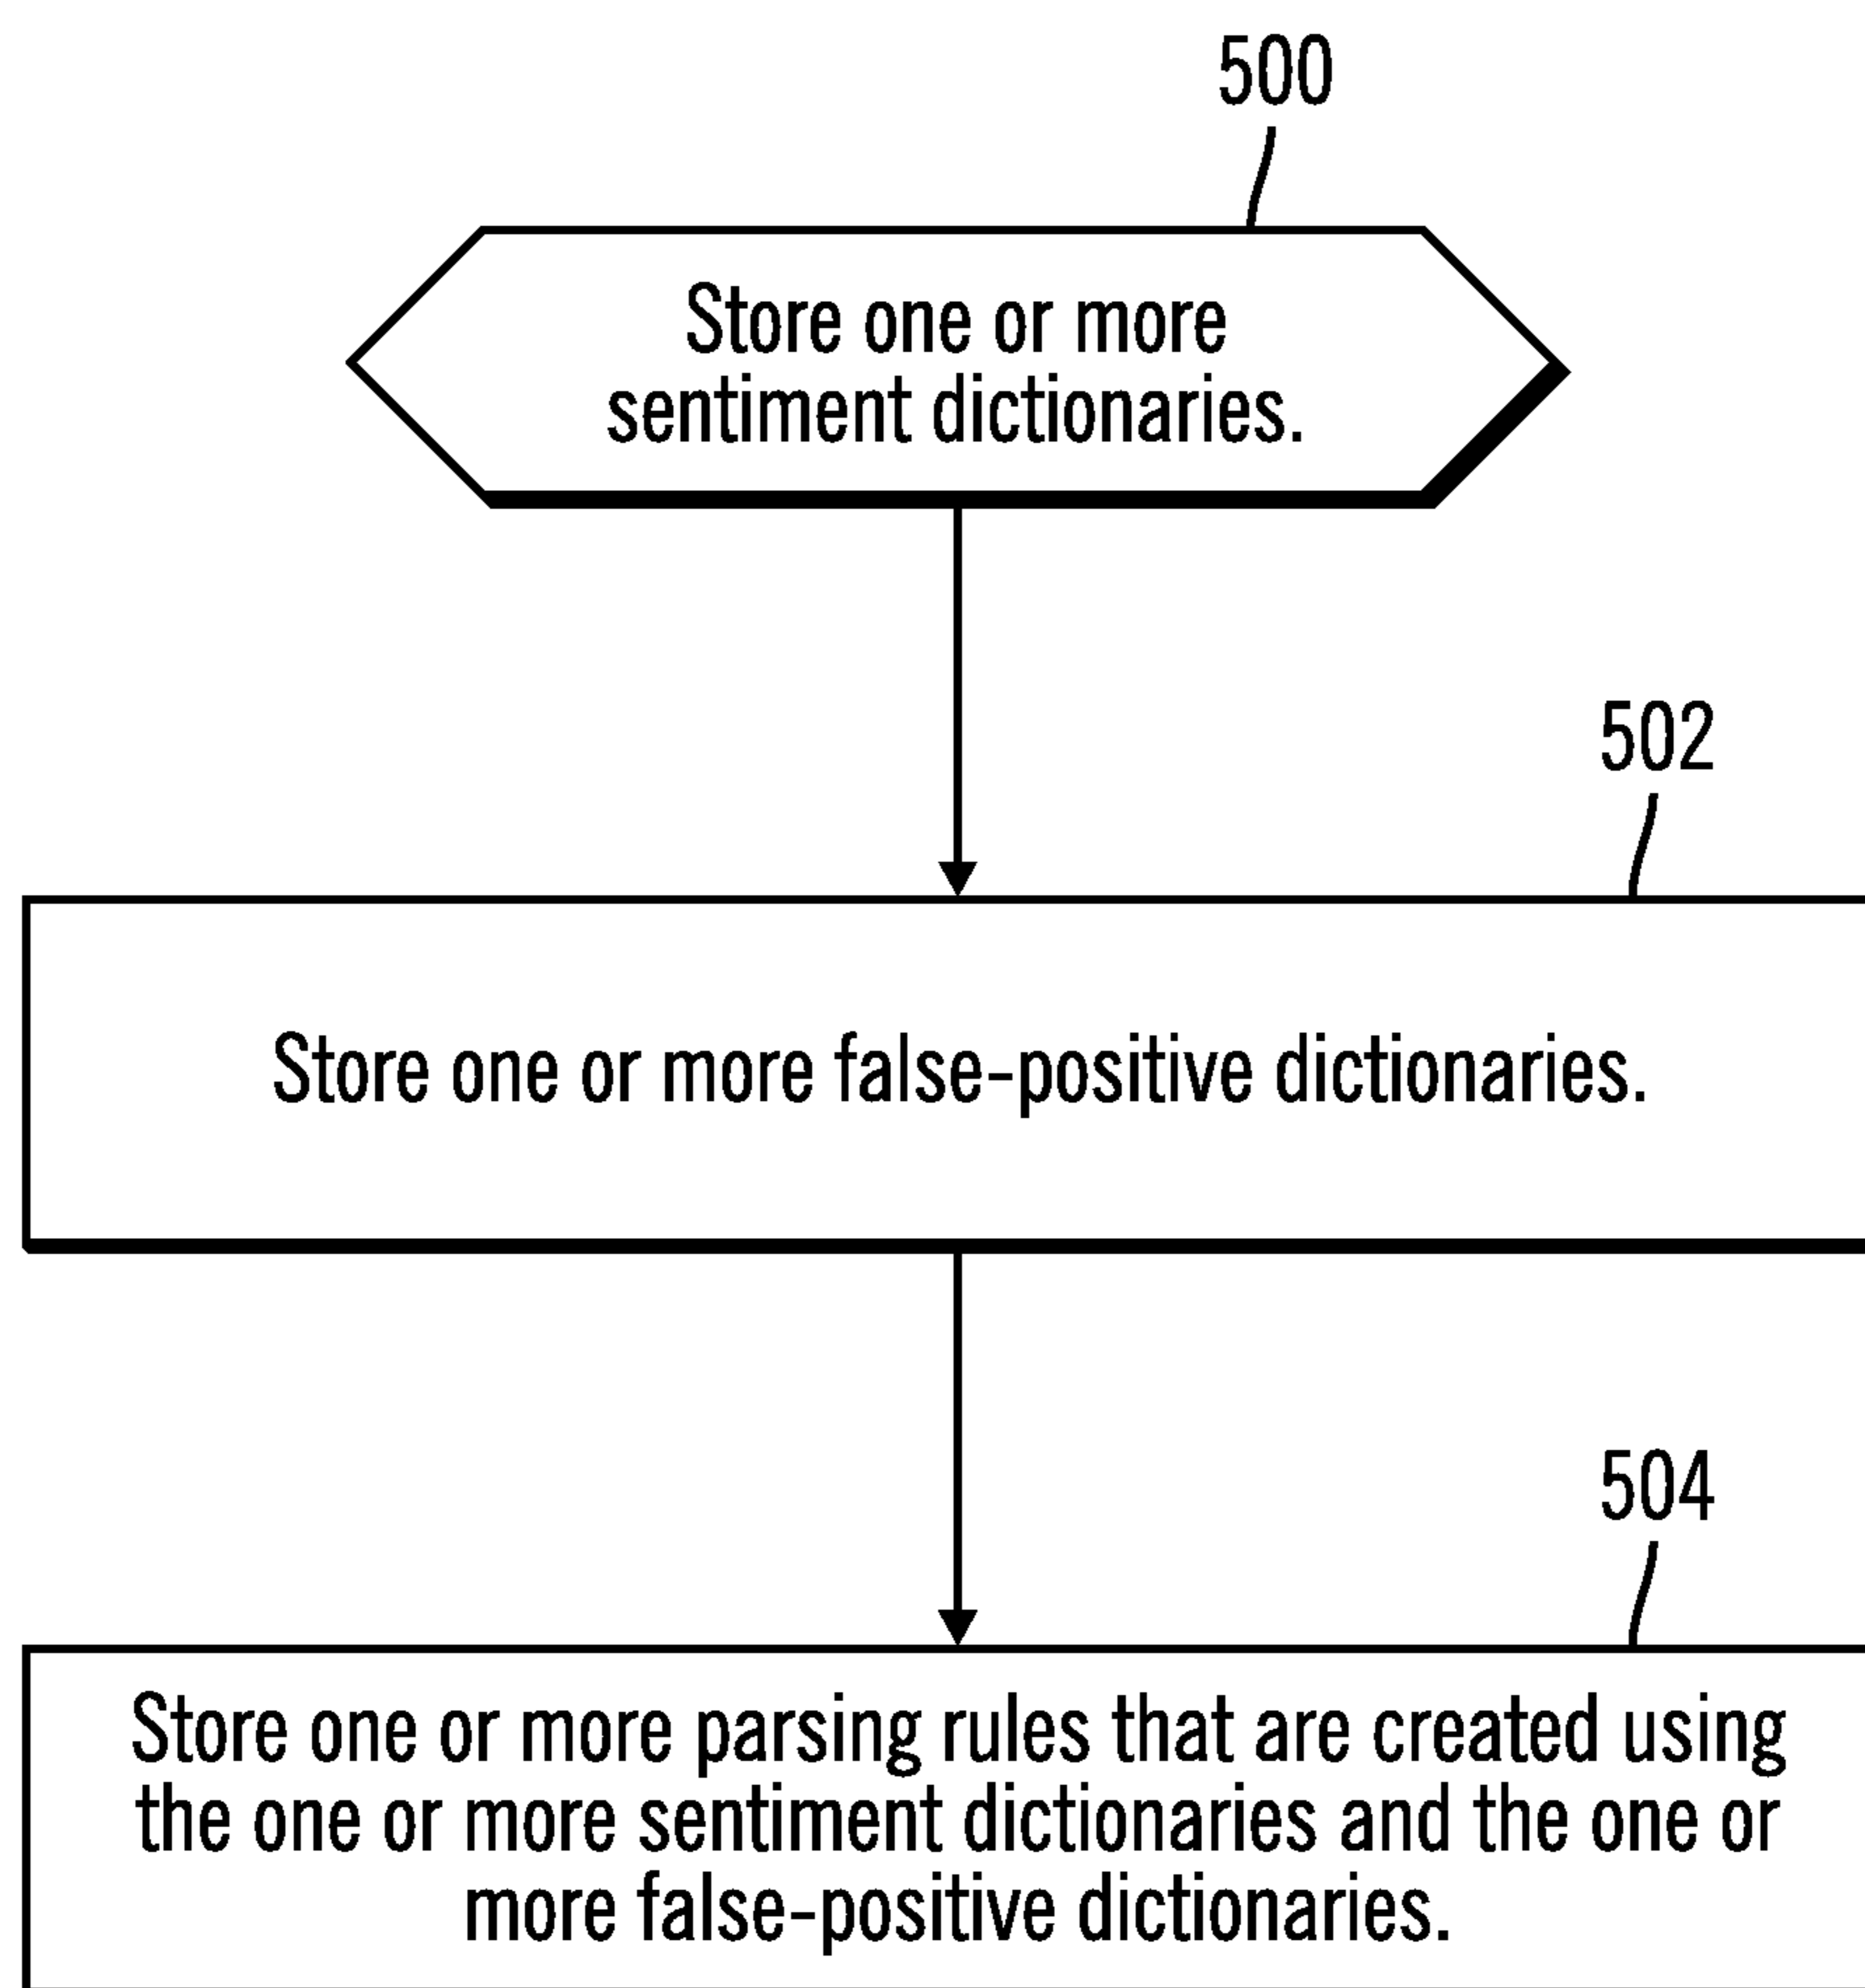 500
Store one or more
sentiment dictionaries.
502
Store one or more false-positive dictionaries.
504
Store one or more parsing rules that are created using
the one or more sentiment dictionaries and the one or
more false-positive dictionaries.